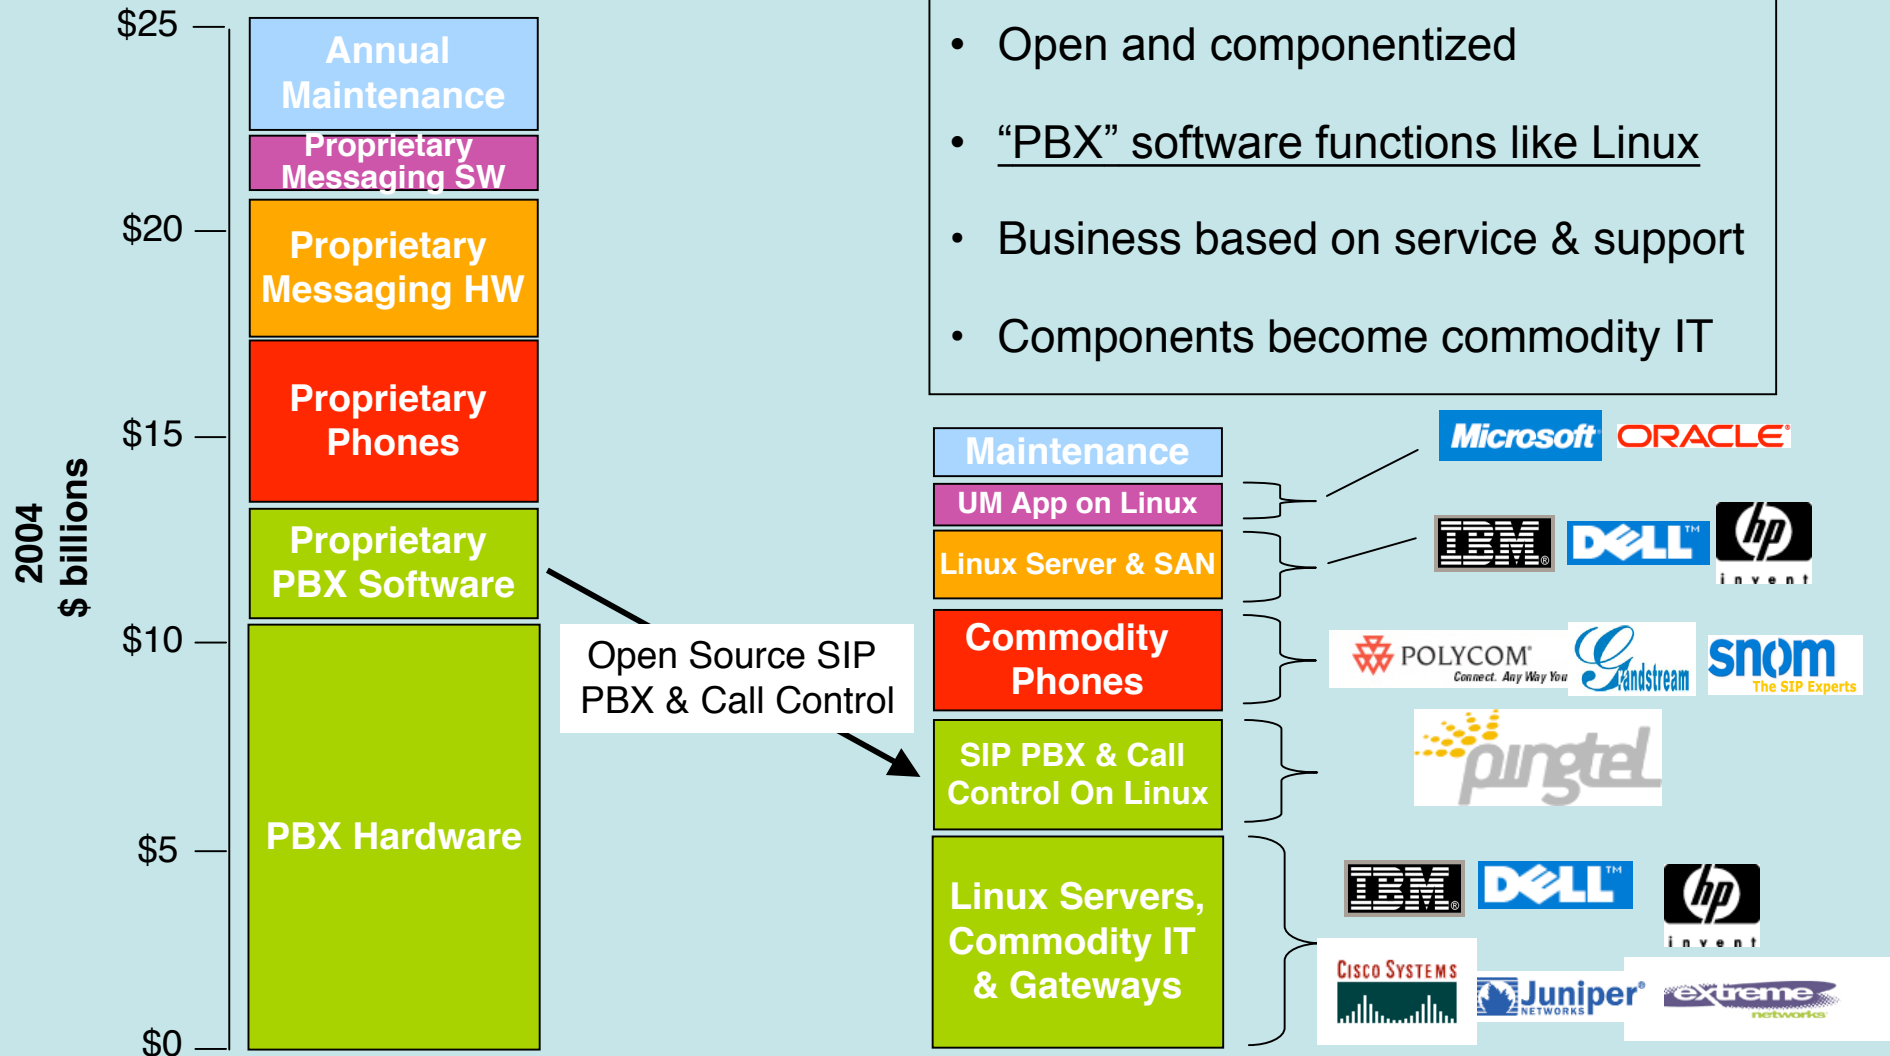 $25
$20
$15
$10
$5
$0
2004
$ billions
Annual
Maintenance
Proprietary
Messaging SW
Proprietary
Messaging HW
Proprietary
Phones
Proprietary
PBX Software
PBX Hardware
Open Source SIP
PBX & Call Control
• Open and componentized
• “PBX” software functions like Linux
• Business based on service & support
• Components become commodity IT
Maintenance
UM App on Linux
Linux Server & SAN
Commodity
Phones
SIP PBX & Call
Control On Linux
Linux Servers,
Commodity IT
& Gateways
Microsoft ORACLE®
IBM® DELL™ hp
invent
POLYCOM® Grandstream snom
Connect. Any Way You
The SIP Experts
pingtel
IBM® DELL™ hp
invent
CISCO SYSTEMS
Juniper®
NETWORKS
extreme
networks